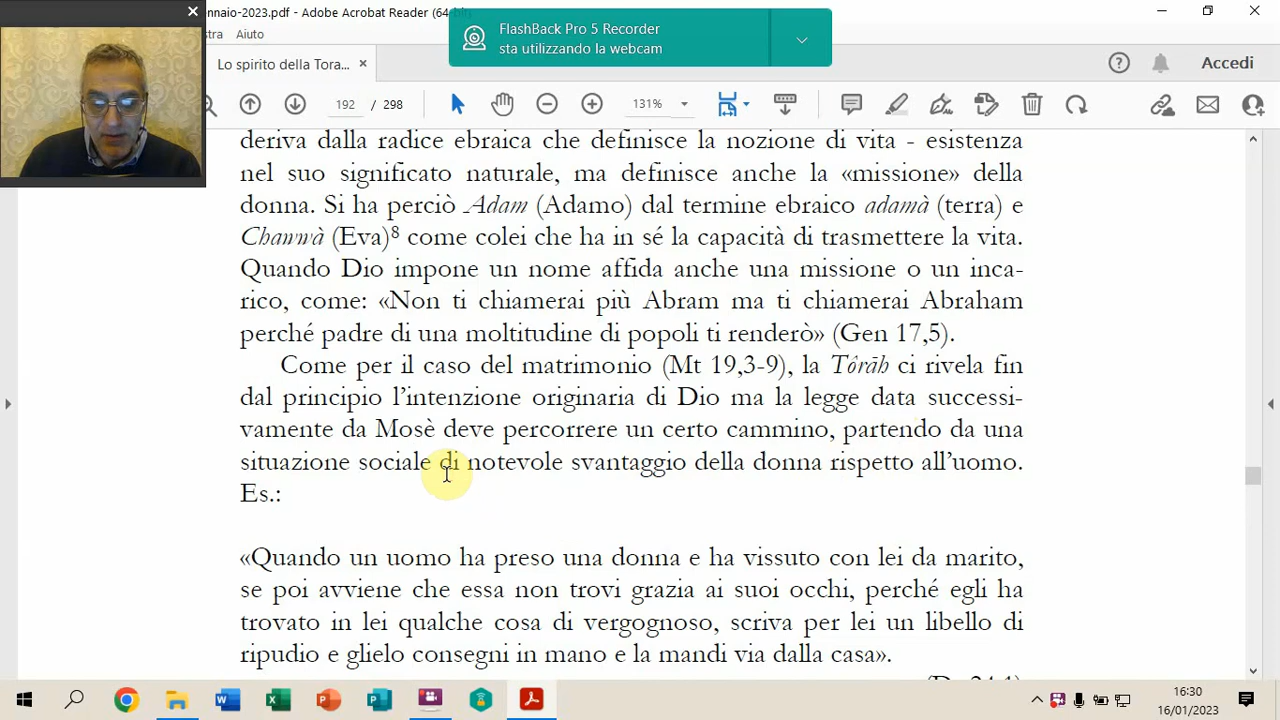 nnaio-2023.pdf - Adobe Acrobat Reader (64-bit)
stra Aiuto
FlashBack Pro 5 Recorder
sta utilizzando la webcam
Lo spirito della Tora...
Accedi
192 / 298
131%
deriva dalla radice ebraica che definisce la nozione di vita - esistenza
nel suo significato naturale, ma definisce anche la «missione» della
donna. Si ha perciò Adam (Adamo) dal termine ebraico adamà (terra) e
Chawwà (Eva)⁸ come colei che ha in sé la capacità di trasmettere la vita.
Quando Dio impone un nome affida anche una missione o un inca-
rico, come: «Non ti chiamerai più Abram ma ti chiamerai Abraham
perché padre di una moltitudine di popoli ti renderò» (Gen 17,5).
Come per il caso del matrimonio (Mt 19,3-9), la Tôrāh ci rivela fin
dal principio l’intenzione originaria di Dio ma la legge data successi-
vamente da Mosè deve percorrere un certo cammino, partendo da una
situazione sociale di notevole svantaggio della donna rispetto all’uomo.
Es.:
«Quando un uomo ha preso una donna e ha vissuto con lei da marito,
se poi avviene che essa non trovi grazia ai suoi occhi, perché egli ha
trovato in lei qualche cosa di vergognoso, scriva per lei un libello di
ripudio e glielo consegni in mano e la mandi via dalla casa».
16:30
16/01/2023